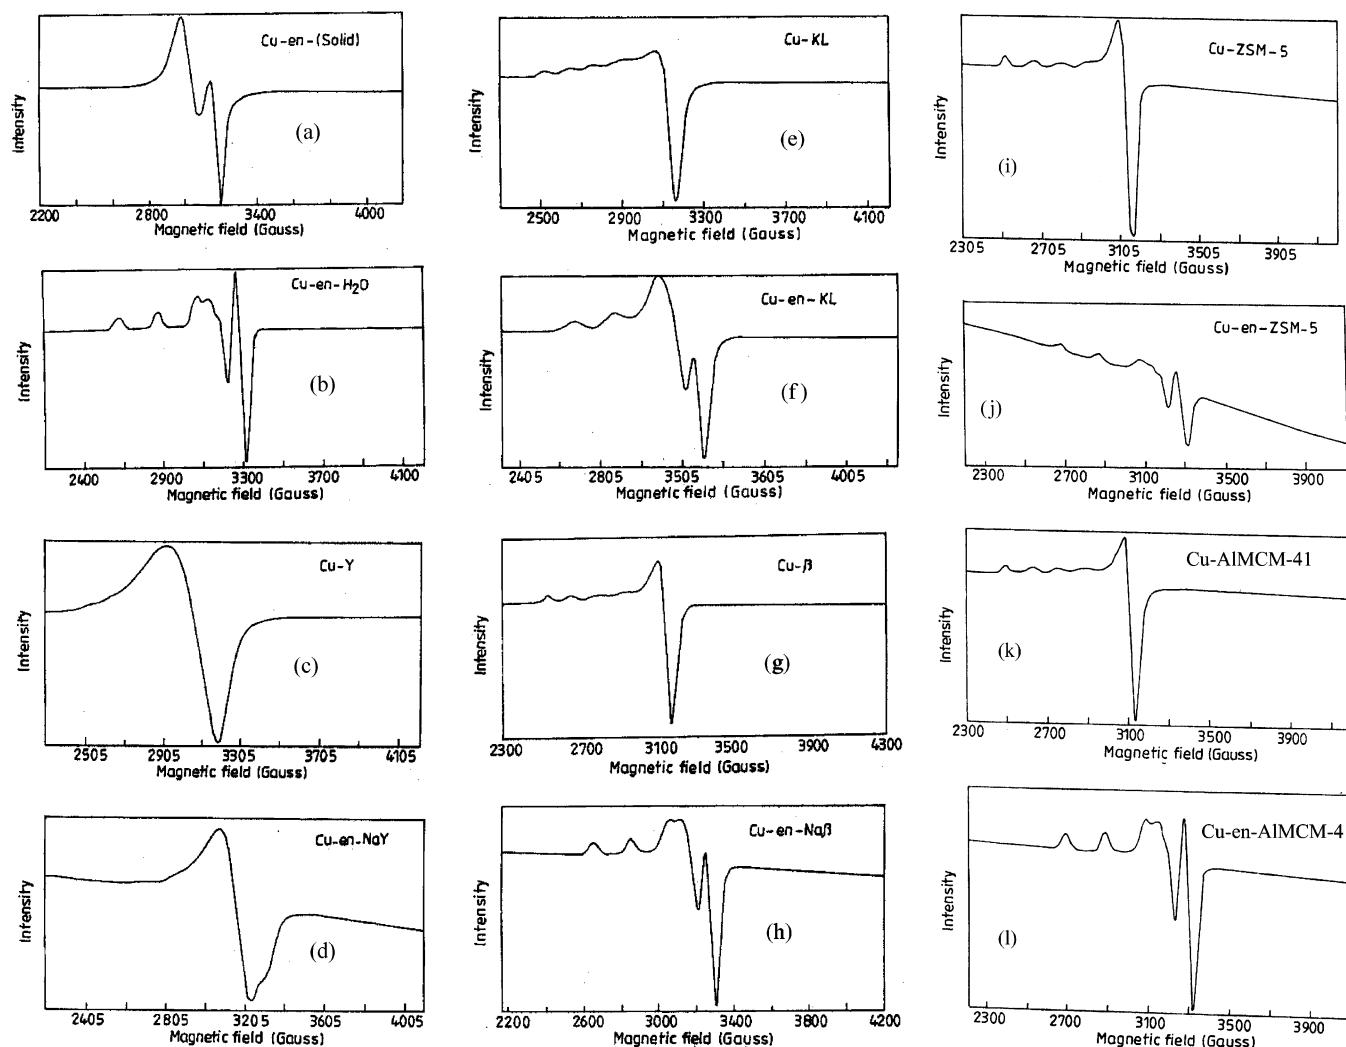 Cu-en-(Solid)
Intensity
(a)
2200 2800 3400 4000
Magnetic field (Gauss)
Cu-en-H₂O
Intensity
(b)
2400 2900 3300 3700 4100
Magnetic field (Gauss)
Cu-Y
Intensity
(c)
2505 2905 3305 3705 4105
Magnetic field (Gauss)
Cu-en-NaY
Intensity
(d)
2405 2805 3205 3605 4005
Magnetic field (Gauss)
Cu-KL
Intensity
(e)
2500 2900 3300 3700 4100
Magnetic field (Gauss)
Cu-en-KL
Intensity
(f)
2405 2805 3505 3605 4005
Magnetic field (Gauss)
Cu-β
Intensity
(g)
2300 3100 3500 3900 4300
Magnetic field (Gauss)
Cu-en-Naβ
Intensity
(h)
2200 2600 3000 3400 3800 4200
Magnetic field (Gauss)
Cu-ZSM-5
Intensity
(i)
2305 2705 3105 3505 3905
Magnetic field (Gauss)
Cu-en-ZSM-5
Intensity
(j)
2300 2700 3100 3500 3900
Magnetic field (Gauss)
Cu-AlMCM-41
Intensity
(k)
2300 2700 3100 3500 3900
Magnetic field (Gauss)
Cu-en-AlMCM-4
Intensity
(l)
2300 2700 3100 3500 3900
Magnetic field (Gauss)